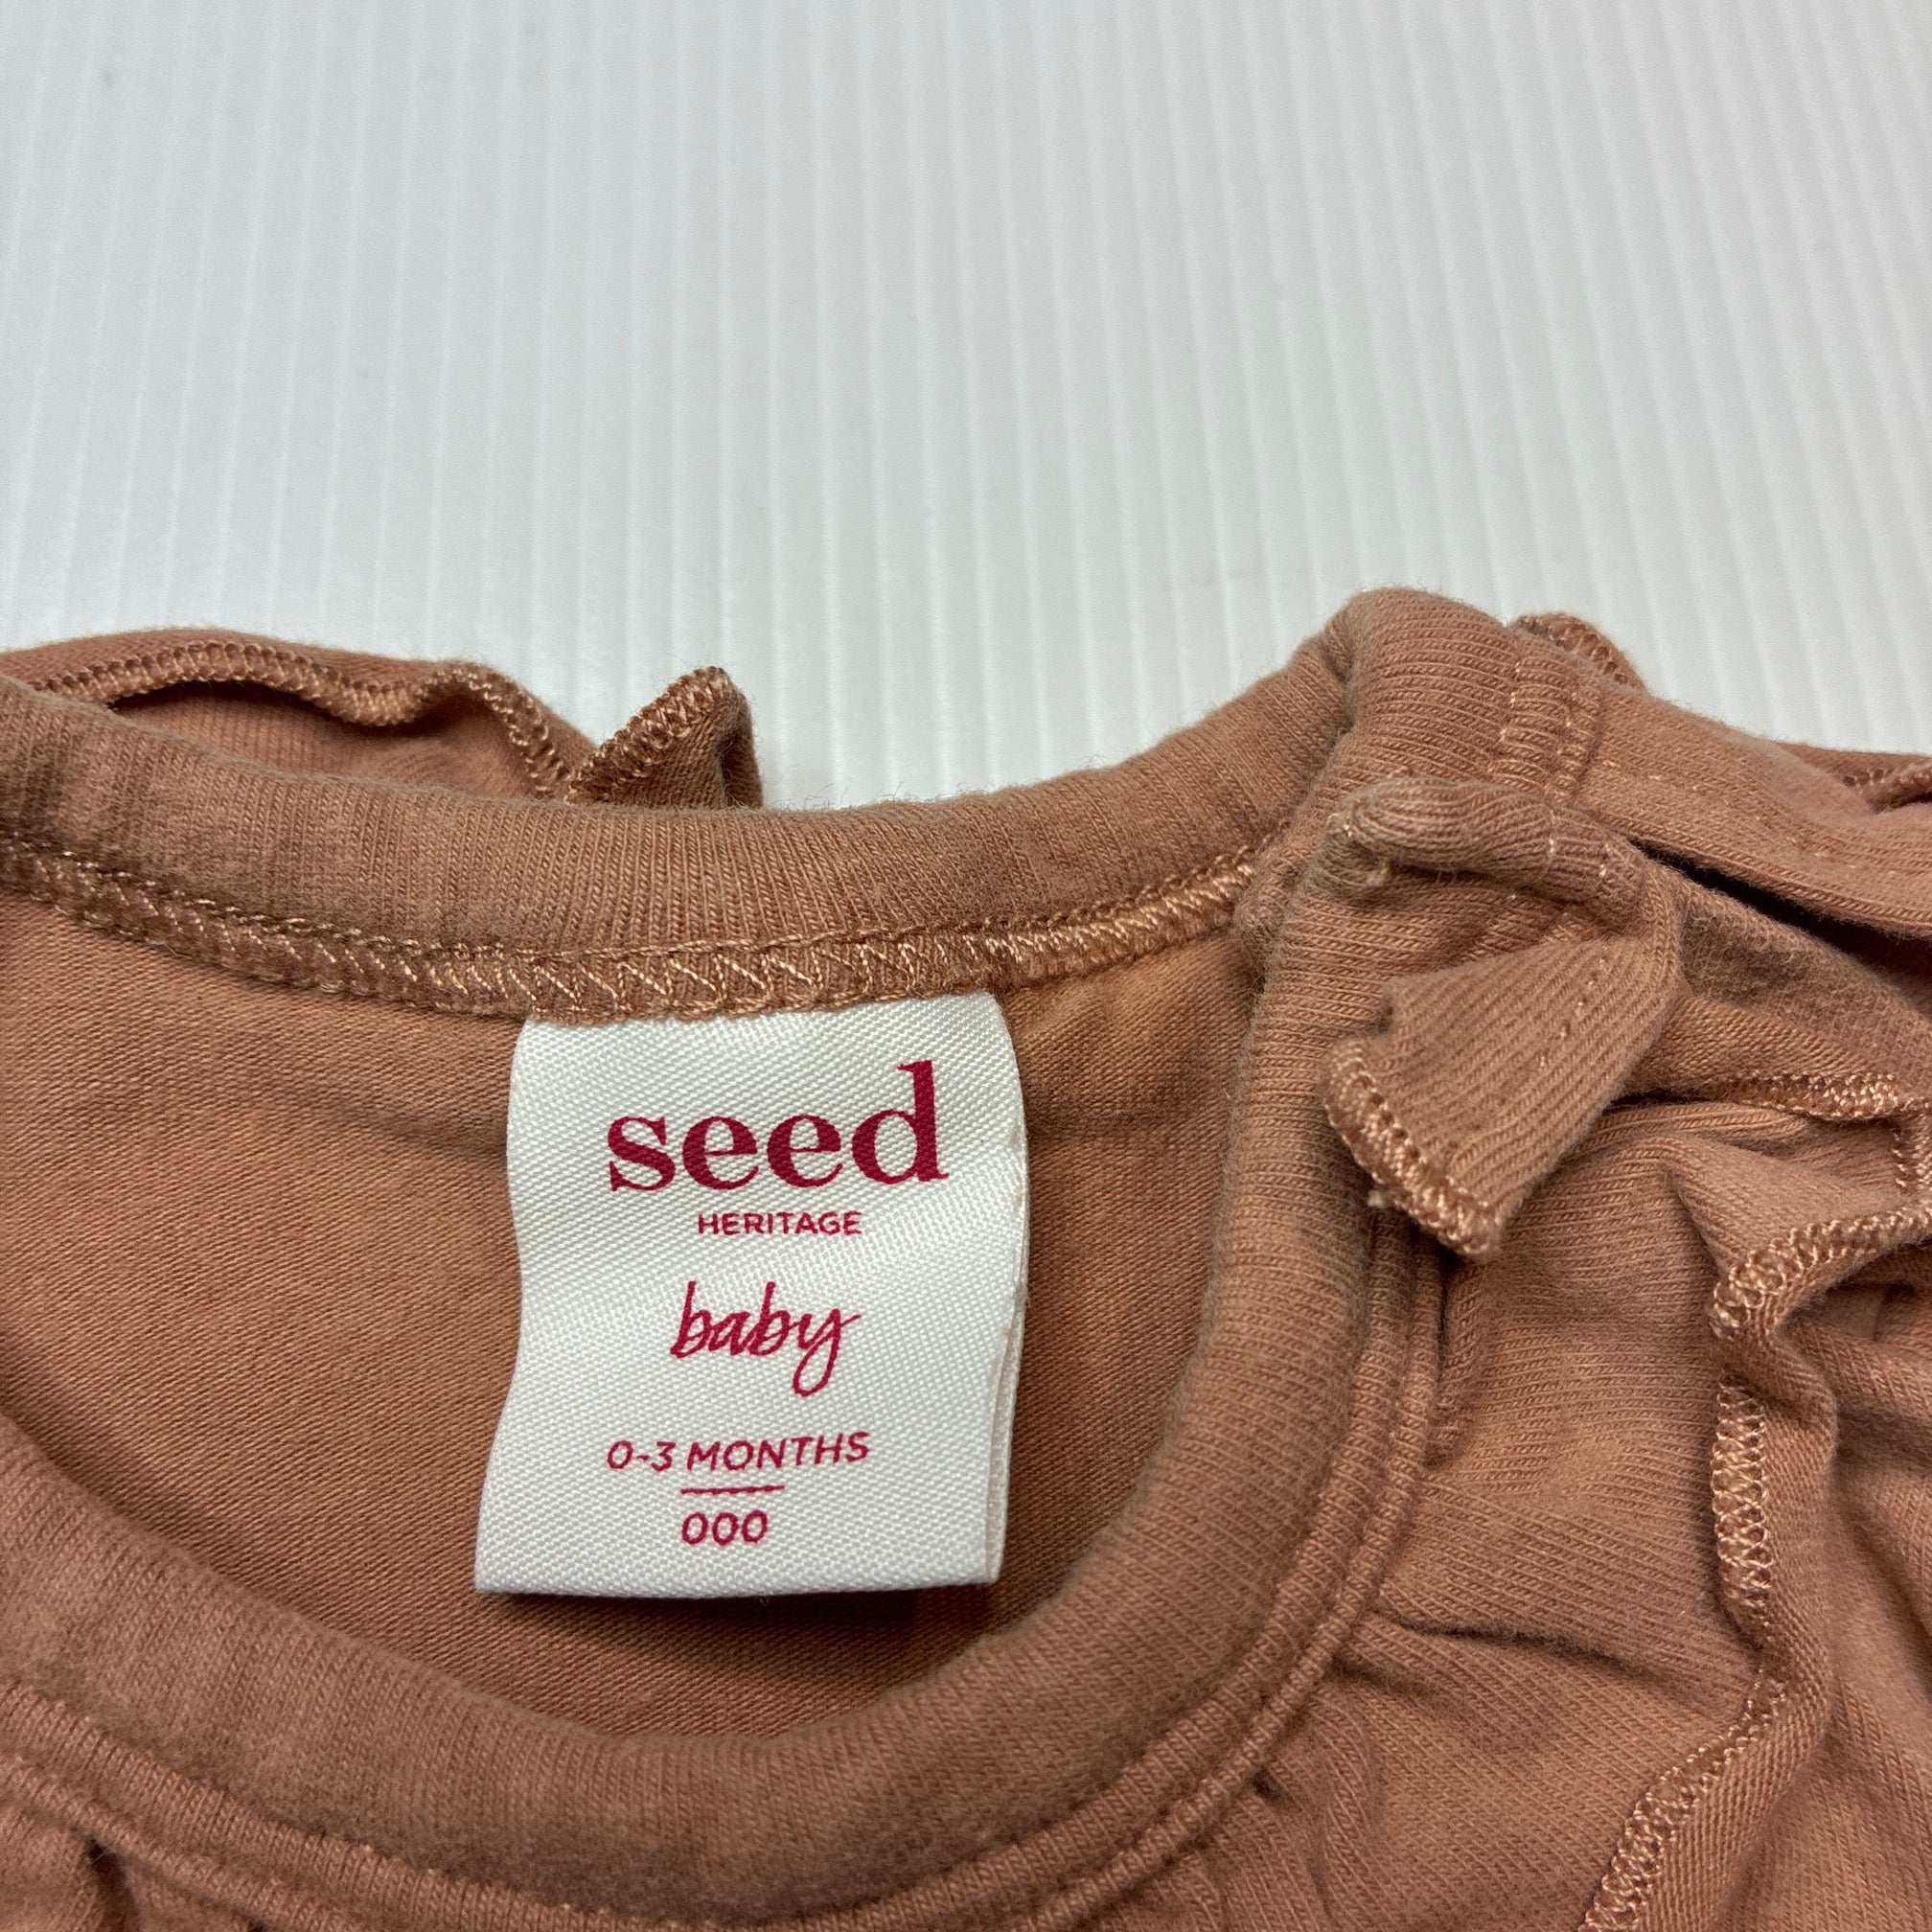 seed
HERITAGE
baby
0-3 MONTHS
000